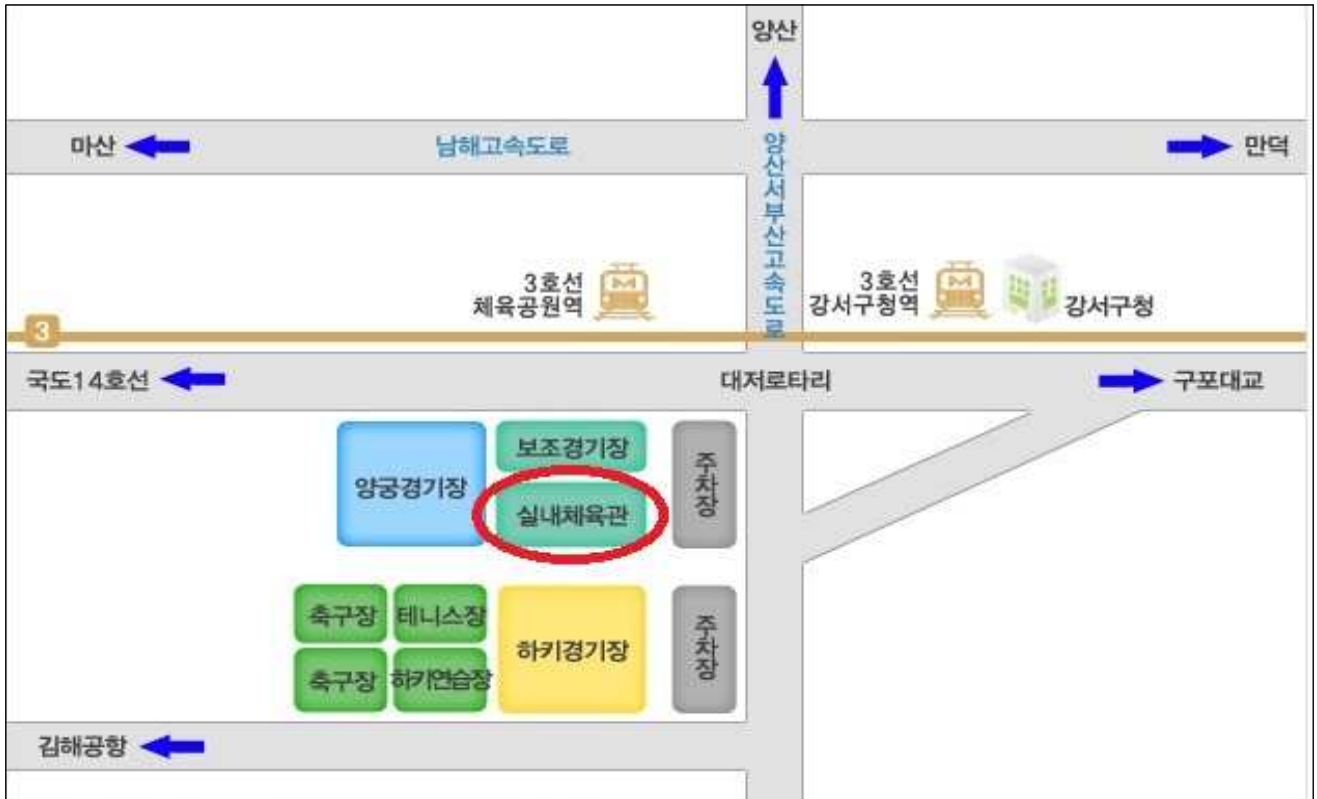 양산
마산
남해고속도로
양산서부산고속도로
만덕
3호선
체육공원역
3호선
강서구청역
강서구청
3
국도14호선
대저로타리
구포대교
보조경기장
양궁경기장
주차장
실내체육관
축구장
테니스장
하키경기장
주차장
축구장
하키연습장
김해공항